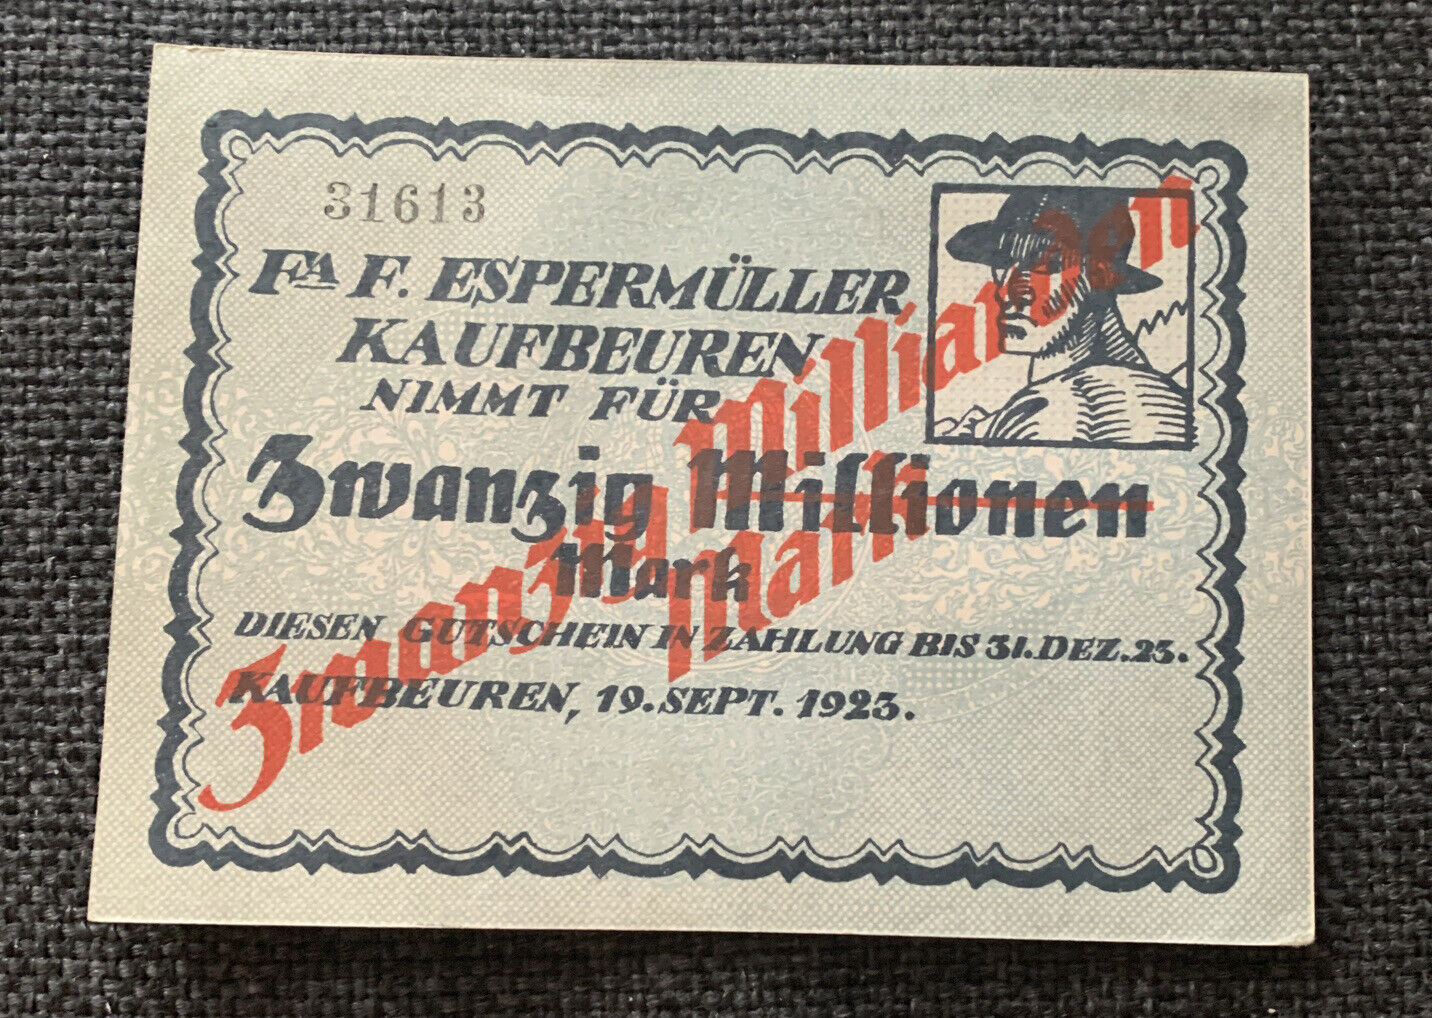 31613
FA F. ESPERMÜLLER
KAUFBEUREN
NIMMT FÜR
Zwanzig Millionen
Mark
DIESEN GUTSCHEIN IN ZAHLUNG BIS 31. DEZ. 23.
KAUFBEUREN, 19. SEPT. 1923.
Zwanzig Milliarden
Mark